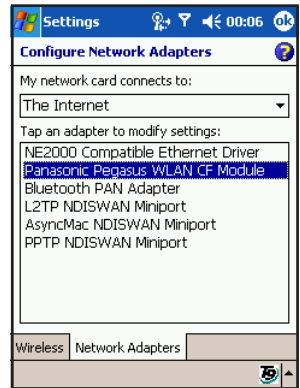 Settings 00:06 ok
Configure Network Adapters ?
My network card connects to:
The Internet
Tap an adapter to modify settings:
NE2000 Compatible Ethernet Driver
Panasonic Pegasus WLAN CF Module
Bluetooth PAN Adapter
L2TP NDISWAN Miniport
AsyncMac NDISWAN Miniport
PPTP NDISWAN Miniport
Wireless Network Adapters
T9